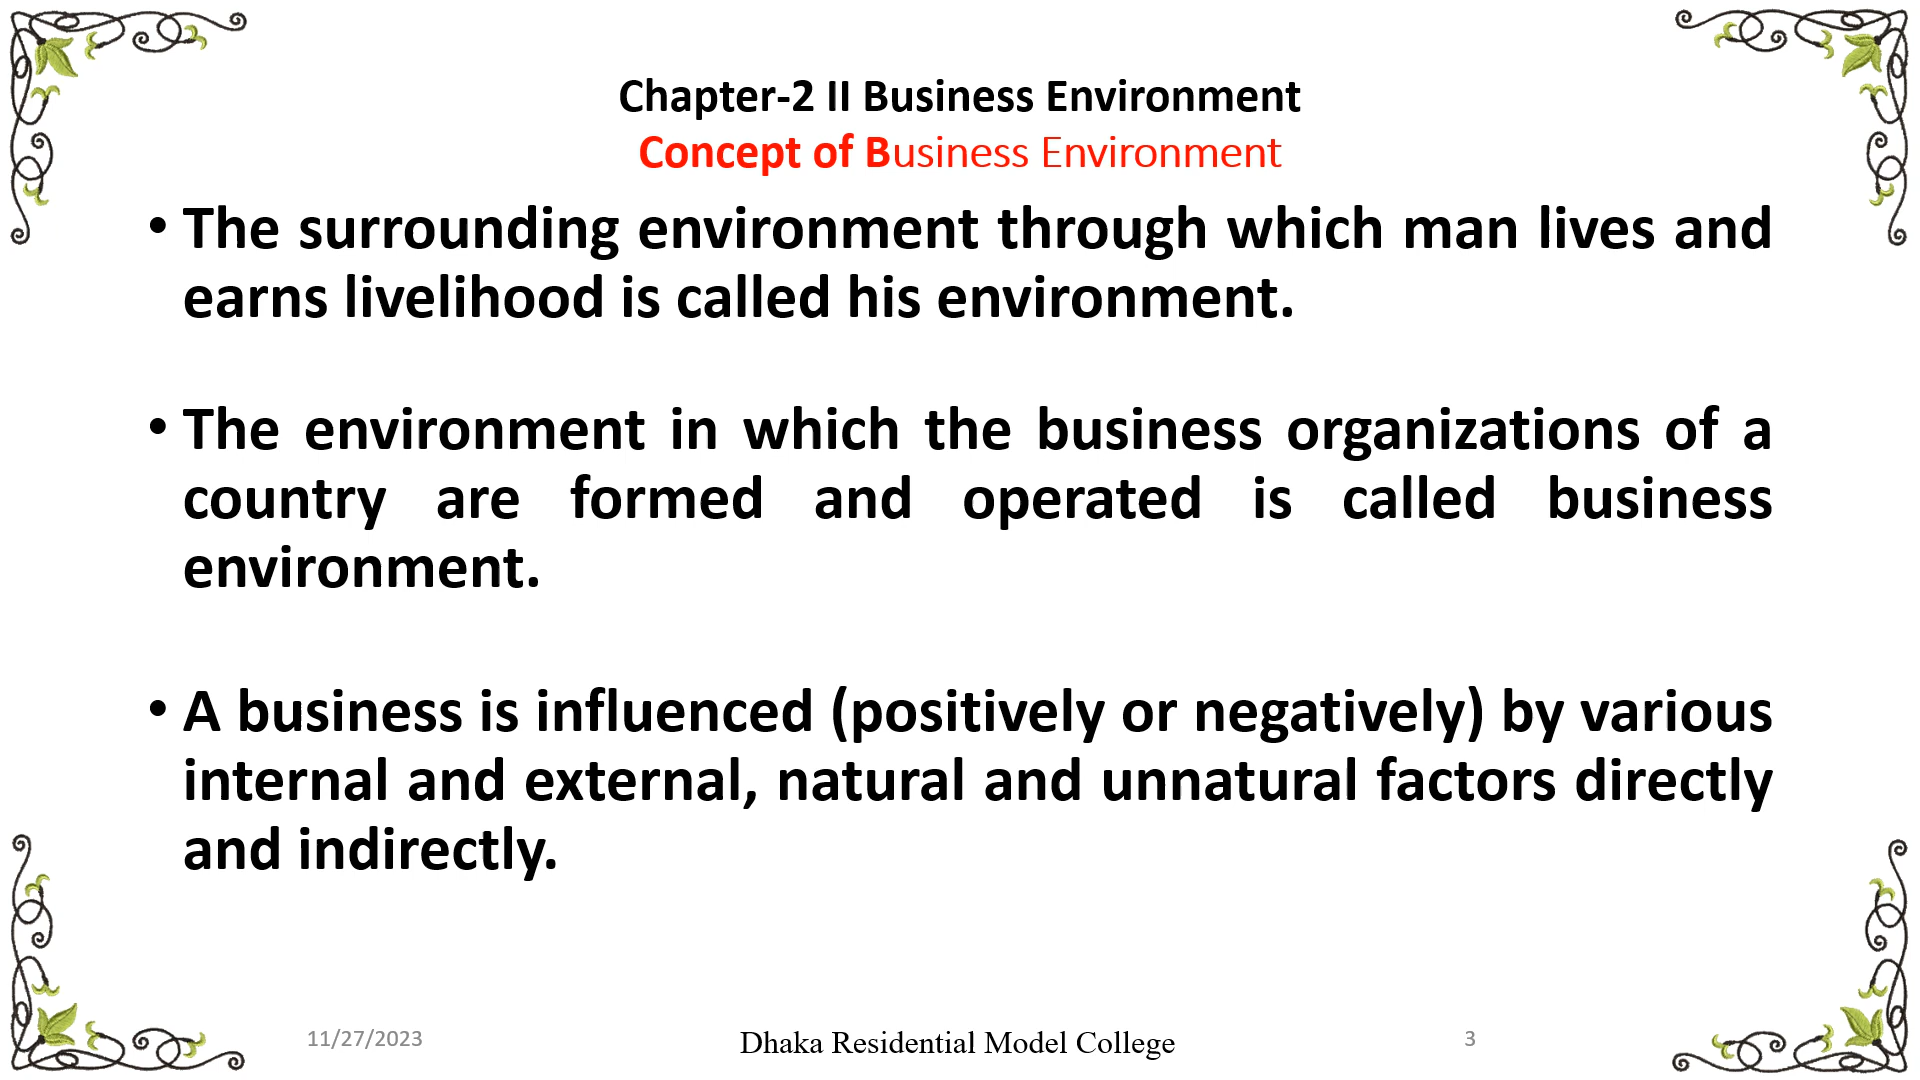 Chapter-2 II Business Environment
Concept of Business Environment
• The surrounding environment through which man lives and
earns livelihood is called his environment.
• The environment in which the business organizations of a
country are formed and operated is called business
environment.
• A business is influenced (positively or negatively) by various
internal and external, natural and unnatural factors directly
and indirectly.
11/27/2023
Dhaka Residential Model College
3